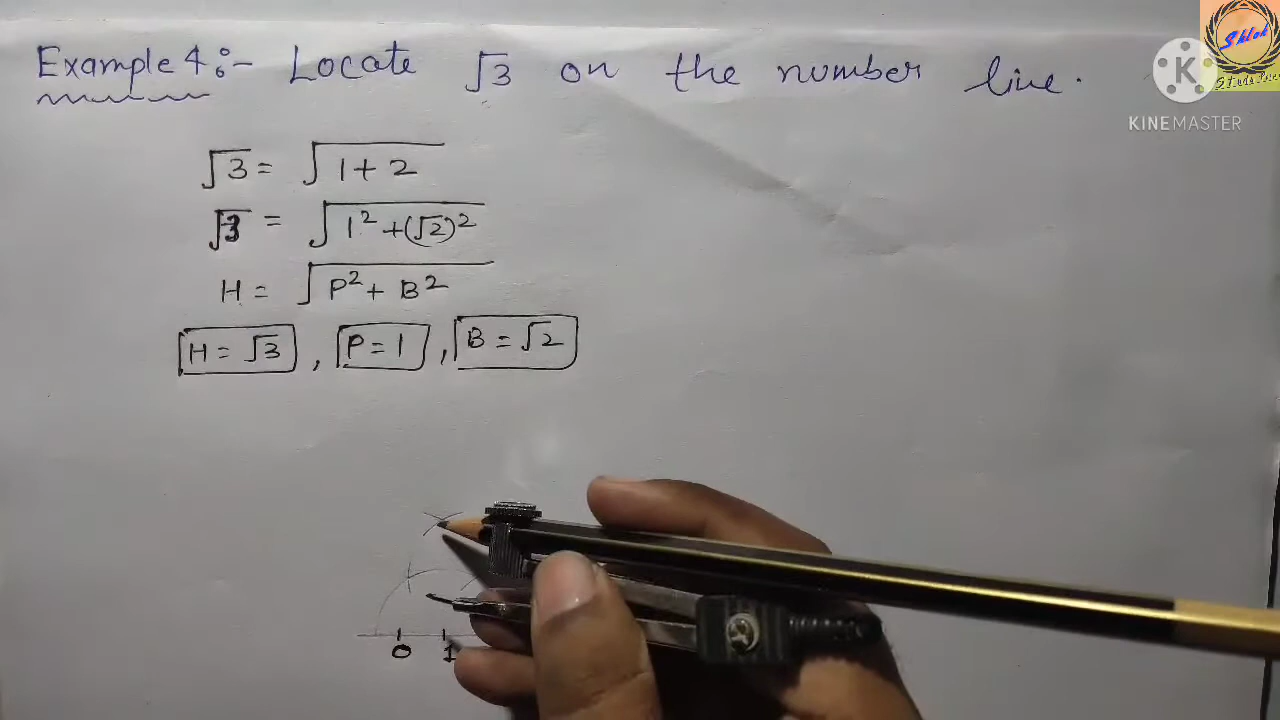 Example 4:- Locate √3 on the number line.
Shloh
KINEMASTER
√3 = √1 + 2
√3 = √1² + (√2)²
H = √P² + B²
H = √3 , P = 1 , B = √2
0 1